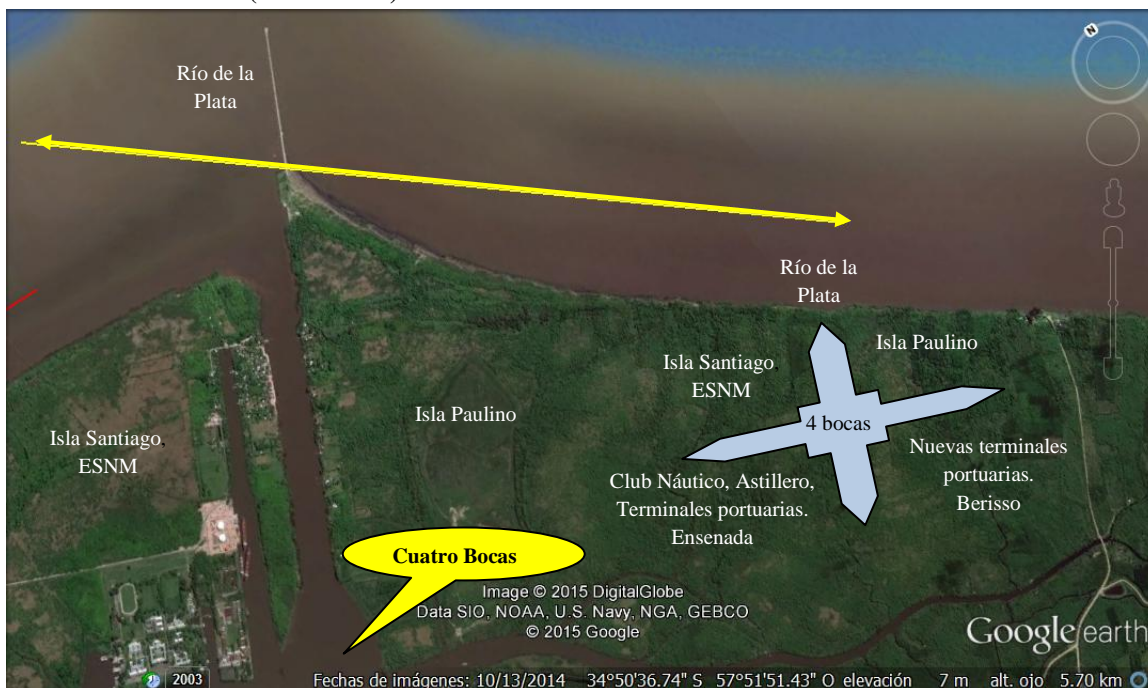 Río de la
Plata
Río de la
Plata
Isla Paulino
Isla Santiago
ESNM
4 bocas
Isla Paulino
Isla Santiago,
ESNM
Nuevas terminales
portuarias.
Berisso
Club Náutico, Astillero,
Terminales portuarias.
Ensenada
Cuatro Bocas
Image © 2015 DigitalGlobe
Data SIO, NOAA, U.S. Navy, NGA, GEBCO
© 2015 Google
Google earth
N
2003
Fechas de imágenes: 10/13/2014 34°50'36.74" S 57°51'51.43" O elevación 7 m alt. ojo 5.70 km